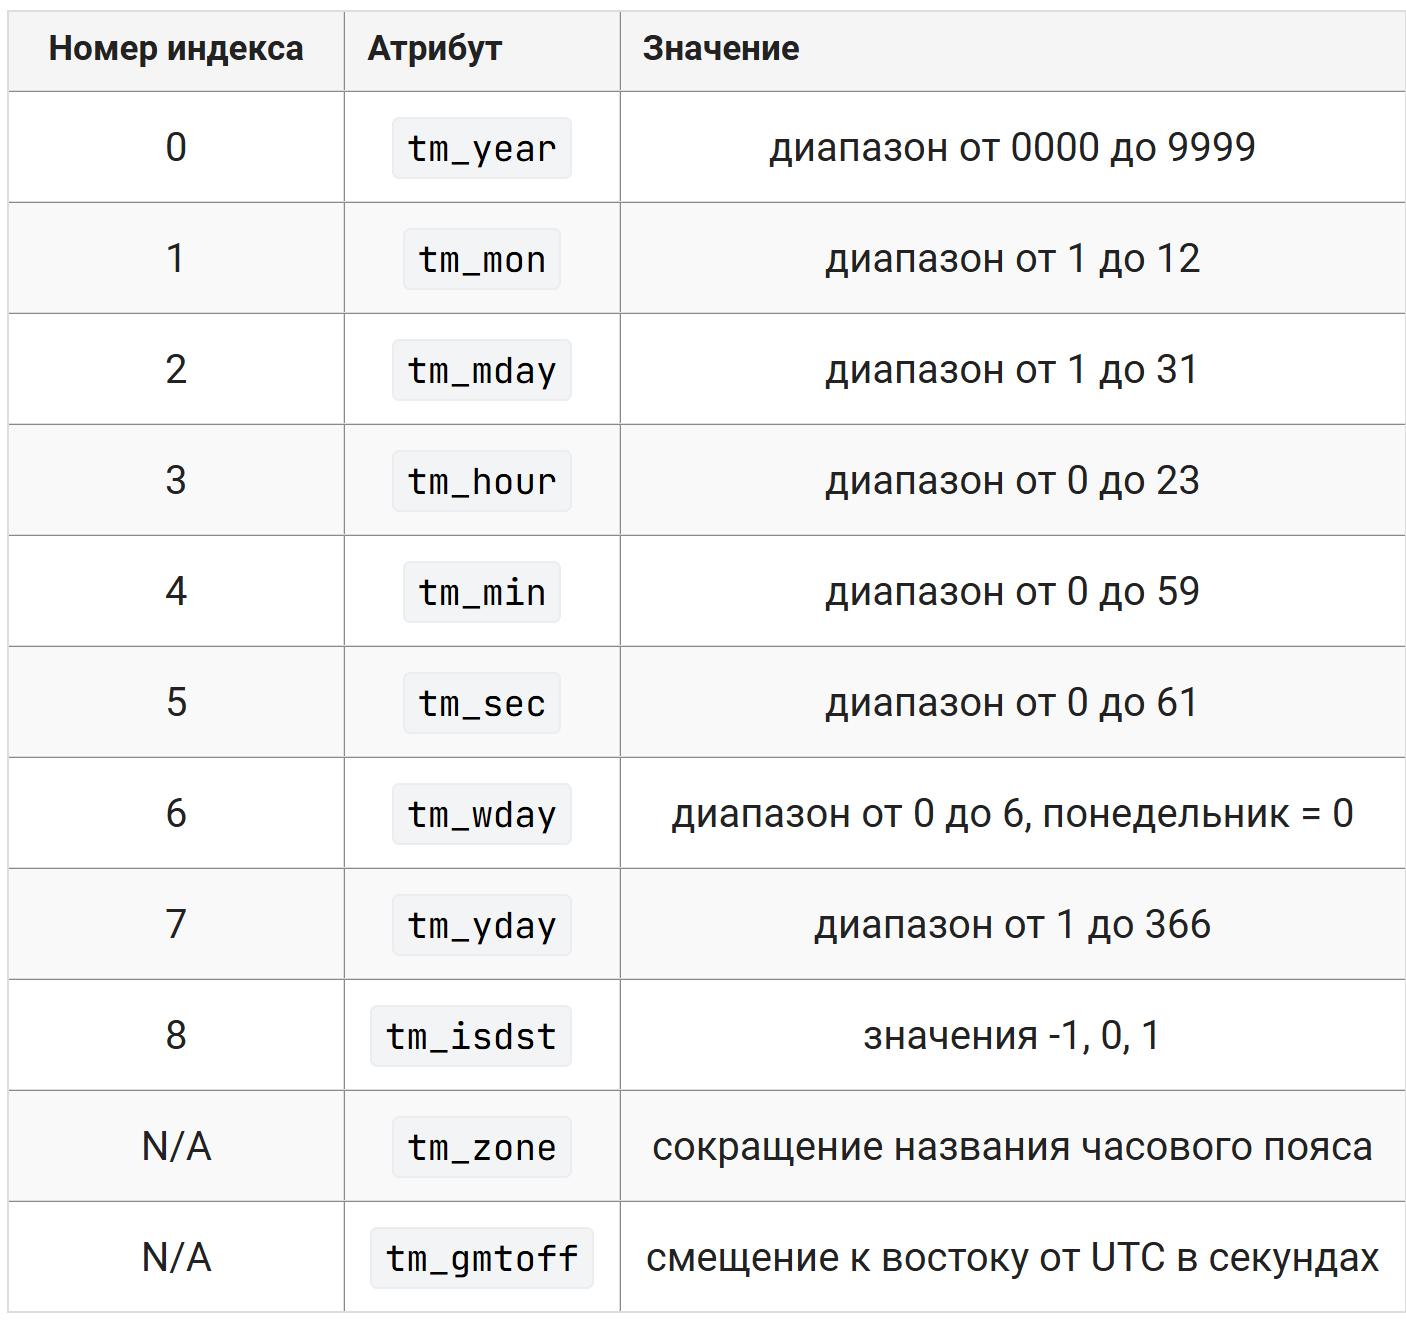 Номер индекса Атрибут Значение
0 tm_year диапазон от 0000 до 9999
1 tm_mon диапазон от 1 до 12
2 tm_mday диапазон от 1 до 31
3 tm_hour диапазон от 0 до 23
4 tm_min диапазон от 0 до 59
5 tm_sec диапазон от 0 до 61
6 tm_wday диапазон от 0 до 6, понедельник = 0
7 tm_yday диапазон от 1 до 366
8 tm_isdst значения -1, 0, 1
N/A tm_zone сокращение названия часового пояса
N/A tm_gmtoff смещение к востоку от UTC в секундах